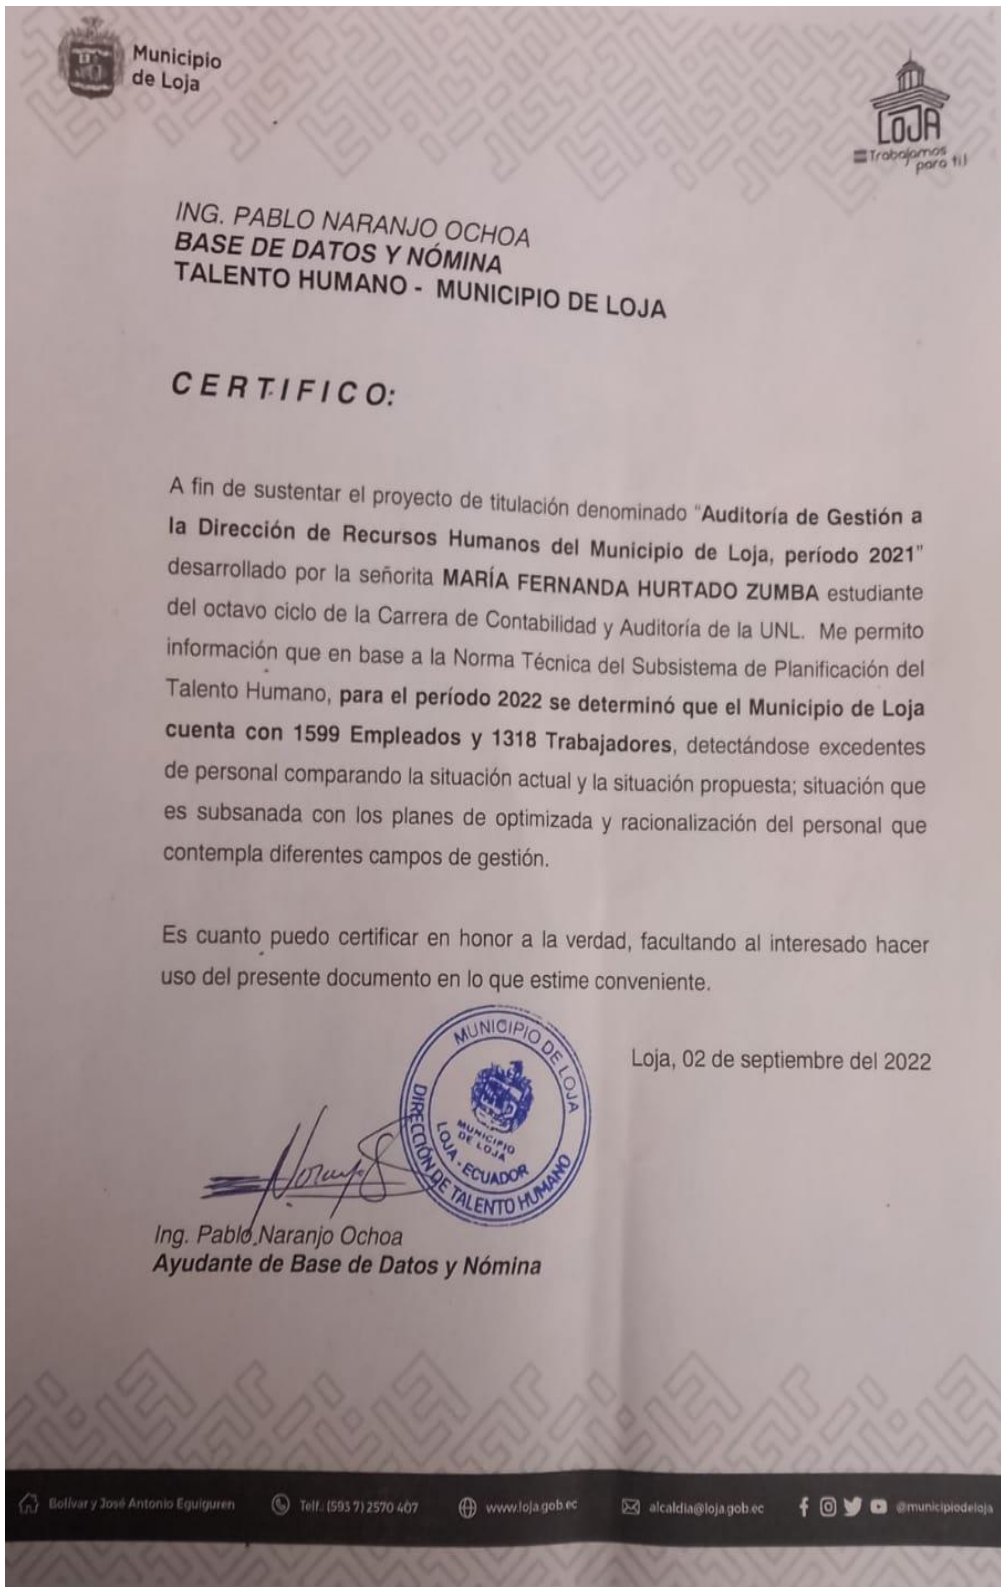 Municipio
de Loja
LOJA
Trabajamos
para ti!
ING. PABLO NARANJO OCHOA
BASE DE DATOS Y NÓMINA
TALENTO HUMANO - MUNICIPIO DE LOJA
CERTIFICO:
A fin de sustentar el proyecto de titulación denominado "Auditoría de Gestión a
la Dirección de Recursos Humanos del Municipio de Loja, período 2021"
desarrollado por la señorita MARÍA FERNANDA HURTADO ZUMBA estudiante
del octavo ciclo de la Carrera de Contabilidad y Auditoría de la UNL. Me permito
información que en base a la Norma Técnica del Subsistema de Planificación del
Talento Humano, para el período 2022 se determinó que el Municipio de Loja
cuenta con 1599 Empleados y 1318 Trabajadores, detectándose excedentes
de personal comparando la situación actual y la situación propuesta; situación que
es subsanada con los planes de optimizada y racionalización del personal que
contempla diferentes campos de gestión.
Es cuanto puedo certificar en honor a la verdad, facultando al interesado hacer
uso del presente documento en lo que estime conveniente.
Loja, 02 de septiembre del 2022
MUNICIPIO DE LOJA
DIRECCIÓN DE TALENTO HUMANO
MUNICIPIO
DE LOJA
LOJA - ECUADOR
Ing. Pablo Naranjo Ochoa
Ayudante de Base de Datos y Nómina
Bolívar y José Antonio Eguiguren Telf.: (593 7) 2570 407 www.loja.gob.ec alcaldia@loja.gob.ec @municipiodeloja